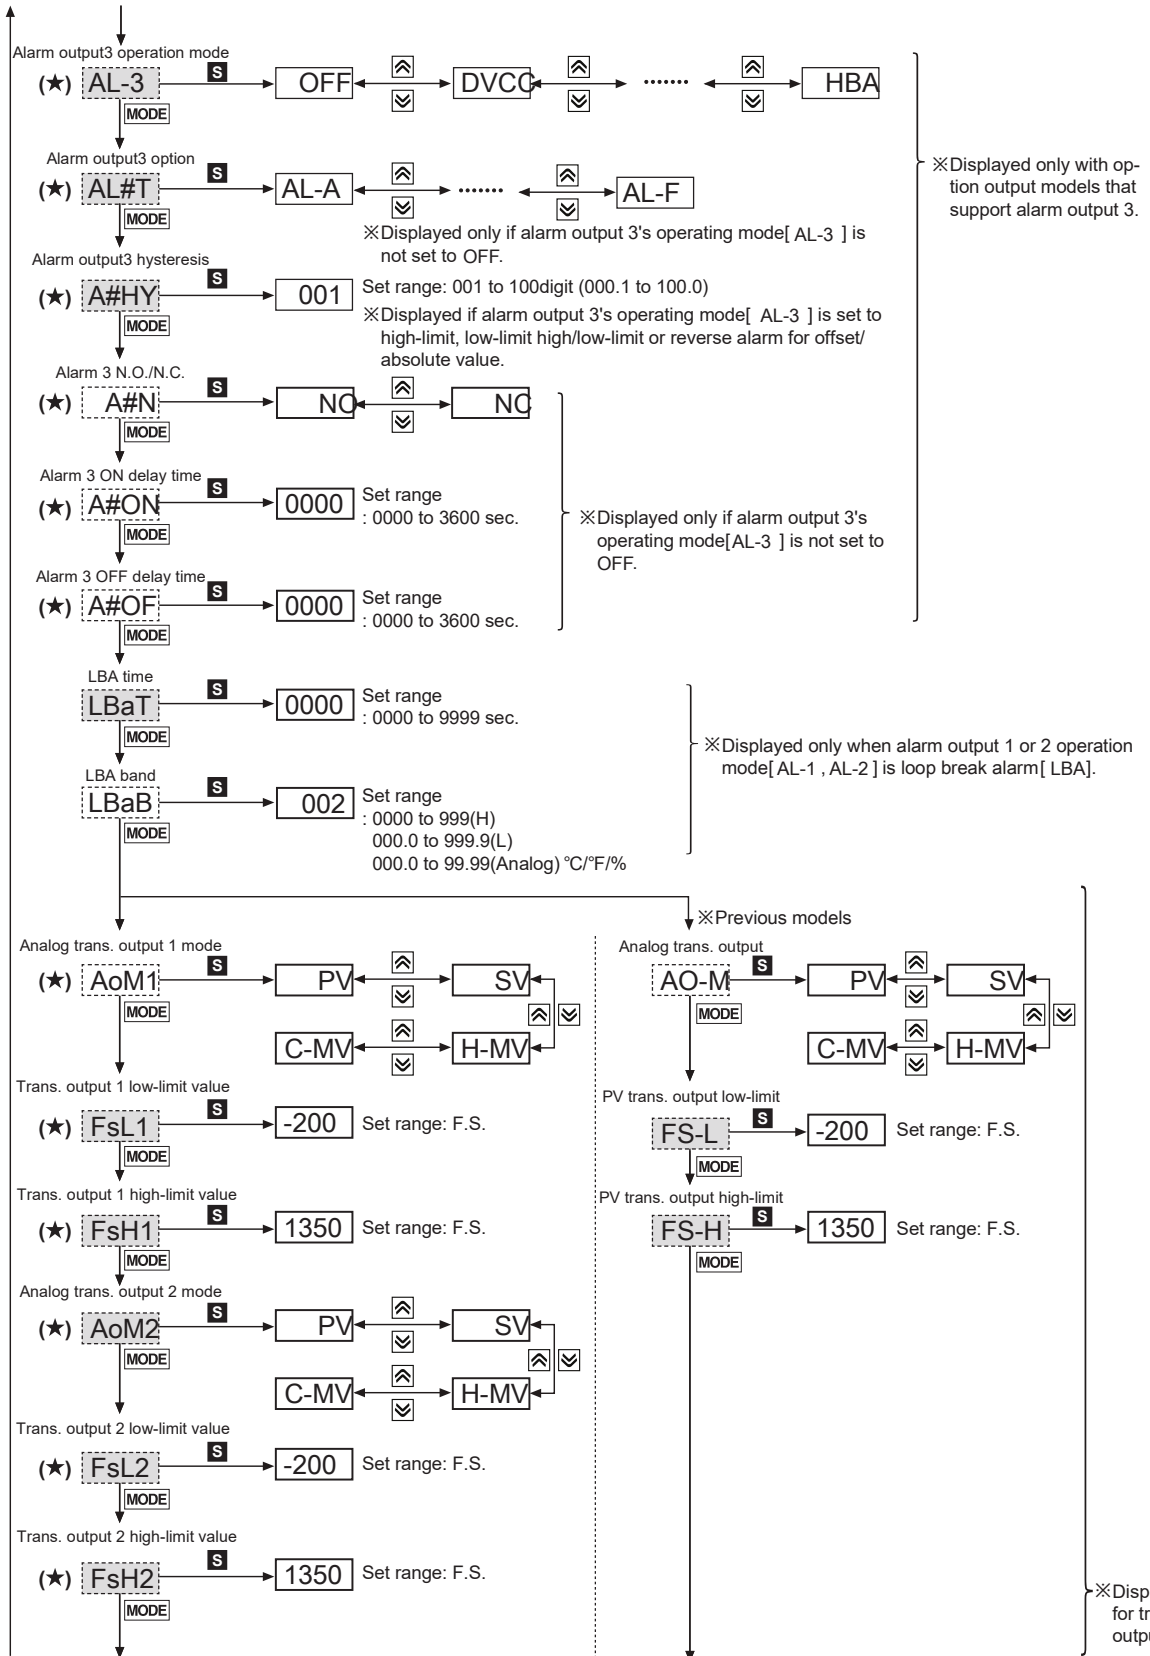 Alarm output3 operation mode
(★) AL-3 S OFF DVCC ······· HBA
MODE
Alarm output3 option
(★) AL#T S AL-A ······· AL-F
MODE
※Displayed only if alarm output 3's operating mode[ AL-3 ] is
not set to OFF.
※Displayed only with op-
tion output models that
support alarm output 3.
Alarm output3 hysteresis
(★) A#HY S 001 Set range: 001 to 100digit (000.1 to 100.0)
MODE
※Displayed if alarm output 3's operating mode[ AL-3 ] is set to
high-limit, low-limit high/low-limit or reverse alarm for offset/
absolute value.
Alarm 3 N.O./N.C.
(★) A#N S NO NC
MODE
Alarm 3 ON delay time
(★) A#ON S 0000 Set range
: 0000 to 3600 sec.
MODE
※Displayed only if alarm output 3's
operating mode[AL-3 ] is not set to
OFF.
Alarm 3 OFF delay time
(★) A#OF S 0000 Set range
: 0000 to 3600 sec.
MODE
LBA time
LBaT S 0000 Set range
: 0000 to 9999 sec.
MODE
※Displayed only when alarm output 1 or 2 operation
mode[ AL-1 , AL-2 ] is loop break alarm[ LBA].
LBA band
LBaB S 002 Set range
: 0000 to 999(H)
000.0 to 999.9(L)
000.0 to 99.99(Analog) °C/°F/%
MODE
Analog trans. output 1 mode
(★) AoM1 S PV SV
MODE
C-MV H-MV
Trans. output 1 low-limit value
(★) FsL1 S -200 Set range: F.S.
MODE
Trans. output 1 high-limit value
(★) FsH1 S 1350 Set range: F.S.
MODE
Analog trans. output 2 mode
(★) AoM2 S PV SV
MODE
C-MV H-MV
Trans. output 2 low-limit value
(★) FsL2 S -200 Set range: F.S.
MODE
Trans. output 2 high-limit value
(★) FsH2 S 1350 Set range: F.S.
MODE
※Previous models
Analog trans. output
AO-M S PV SV
MODE
C-MV H-MV
PV trans. output low-limit
FS-L S -200 Set range: F.S.
MODE
PV trans. output high-limit
FS-H S 1350 Set range: F.S.
MODE
※Disp
for tr
outpu